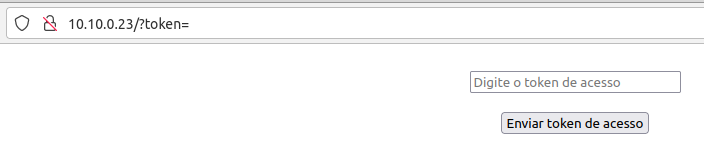 10.10.0.23/?token=
Digite o token de acesso
Enviar token de acesso